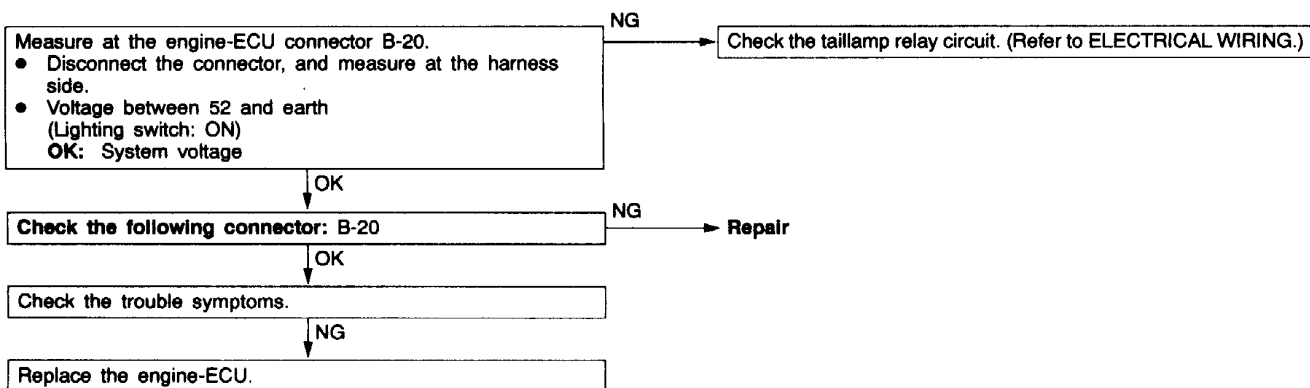 Measure at the engine-ECU connector B-20.
● Disconnect the connector, and measure at the harness
side.
● Voltage between 52 and earth
(Lighting switch: ON)
OK: System voltage
NG
Check the taillamp relay circuit. (Refer to ELECTRICAL WIRING.)
OK
Check the following connector: B-20
NG
Repair
OK
Check the trouble symptoms.
NG
Replace the engine-ECU.